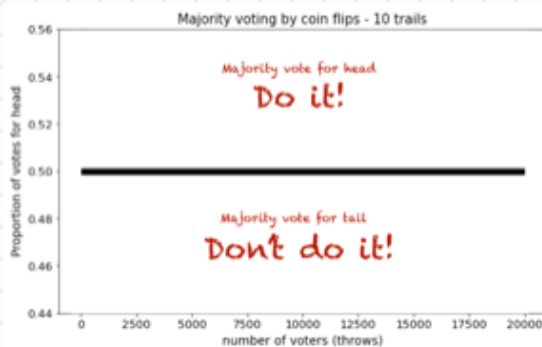 Majority voting by coin flips - 10 trails
0.56
0.54
0.52
0.50
0.48
0.46
0.44
Proportion of votes for head
Majority vote for head
Do it!
Majority vote for tail
Don't do it!
0 2500 5000 7500 10000 12500 15000 17500 20000
number of voters (throws)